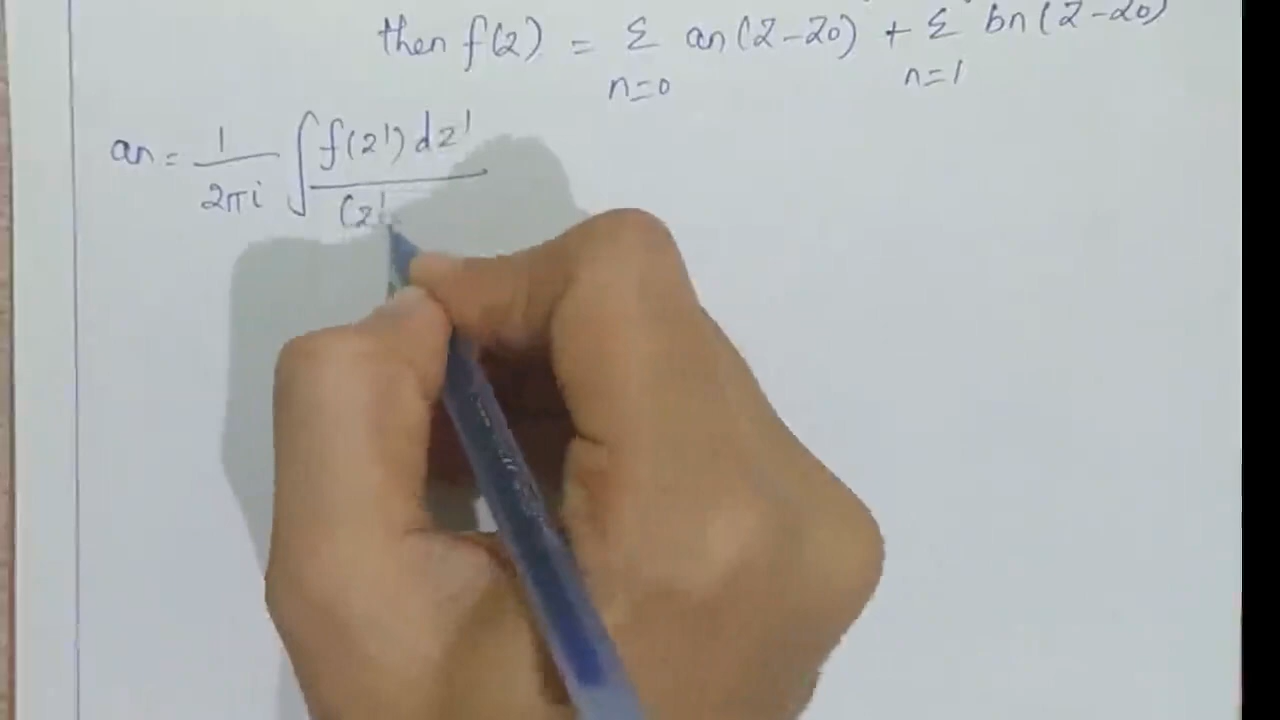 then f(z) = Σ an(z-z0) + Σ bn(z-z0)
n=0 n=1
an = 1/2πi ∫ f(z')dz'/(z'